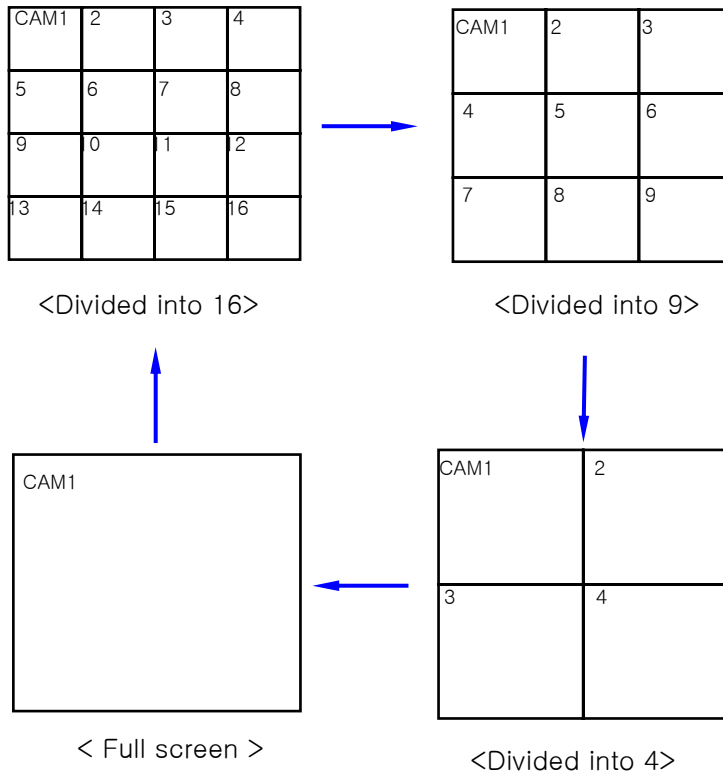 CAM1 2 3 4
5 6 7 8
9 10 11 12
13 14 15 16
<Divided into 16>
CAM1 2 3
4 5 6
7 8 9
<Divided into 9>
CAM1
< Full screen >
CAM1 2
3 4
<Divided into 4>